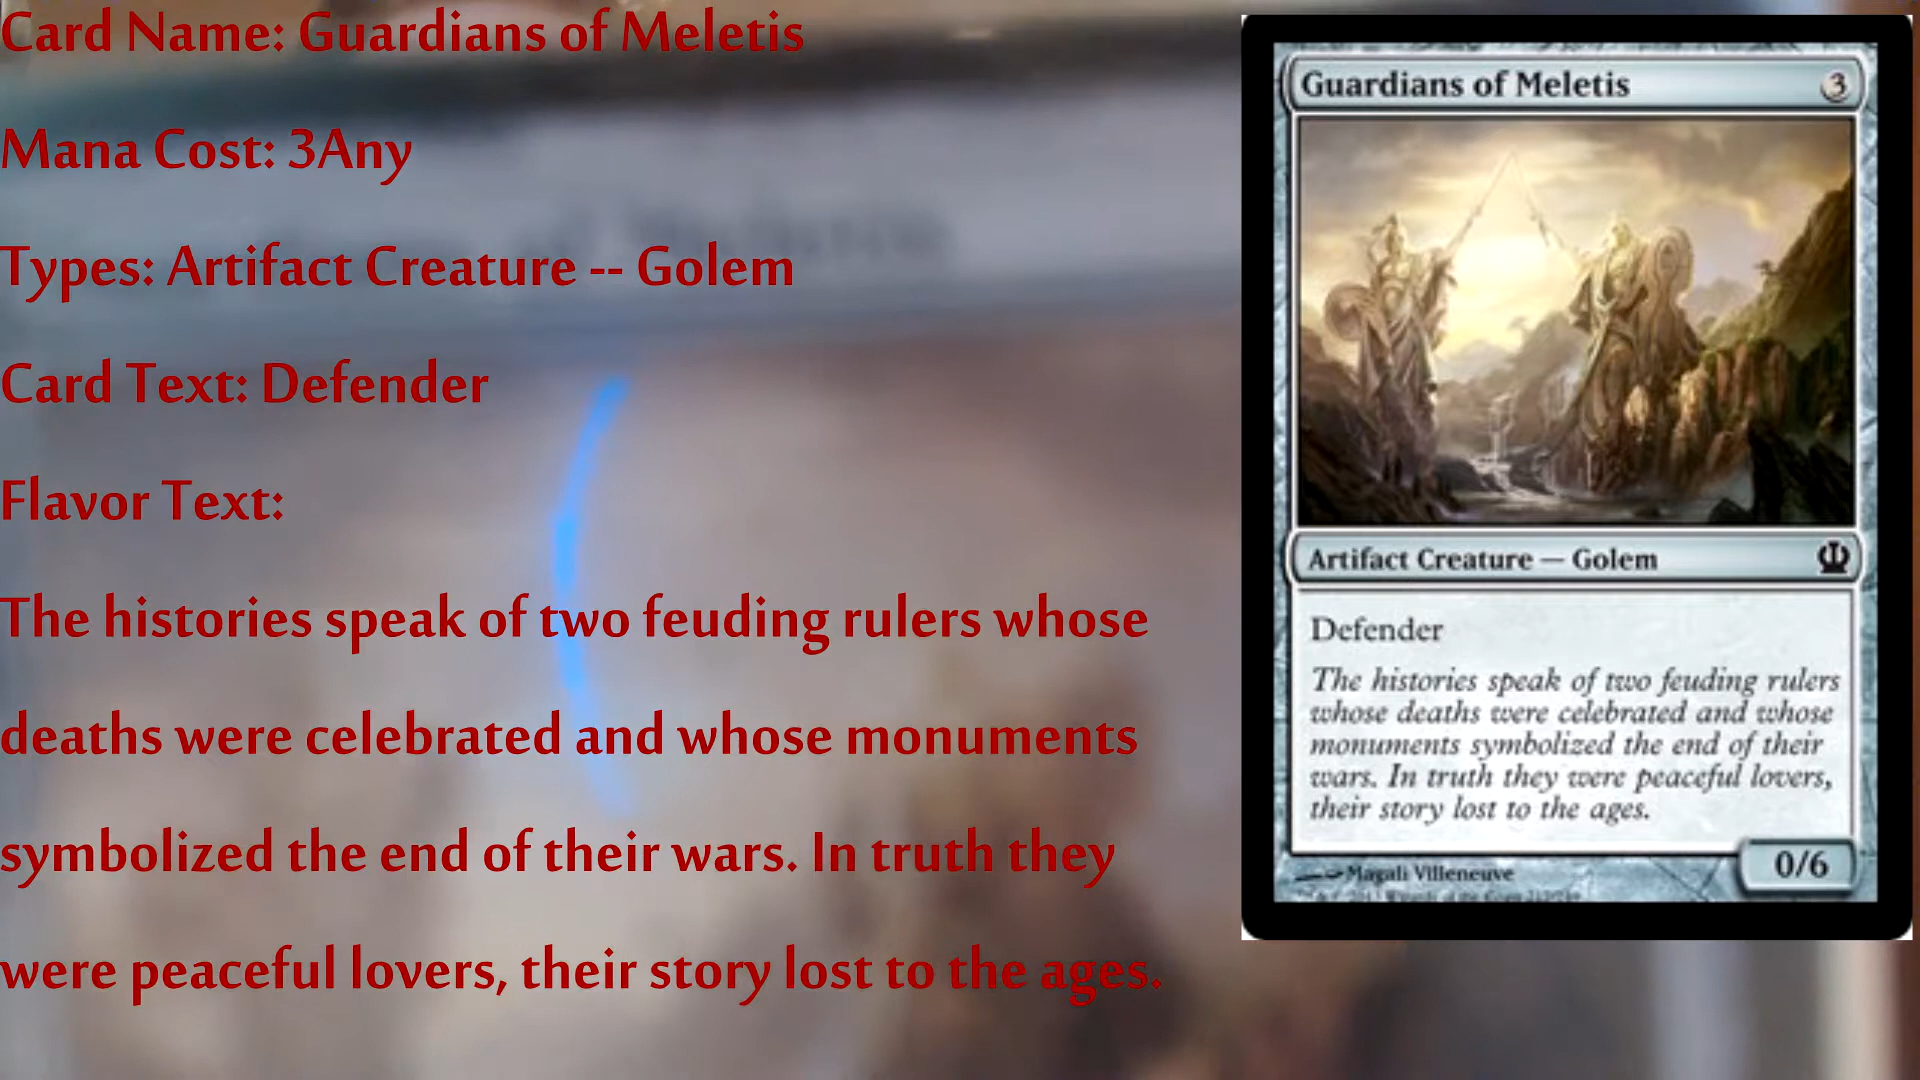 Card Name: Guardians of Meletis
Mana Cost: 3Any
Types: Artifact Creature -- Golem
Card Text: Defender
Flavor Text:
The histories speak of two feuding rulers whose
deaths were celebrated and whose monuments
symbolized the end of their wars. In truth they
were peaceful lovers, their story lost to the ages.
Guardians of Meletis 3
Artifact Creature — Golem
Defender
The histories speak of two feuding rulers
whose deaths were celebrated and whose
monuments symbolized the end of their
wars. In truth they were peaceful lovers,
their story lost to the ages.
0/6
Magali Villeneuve